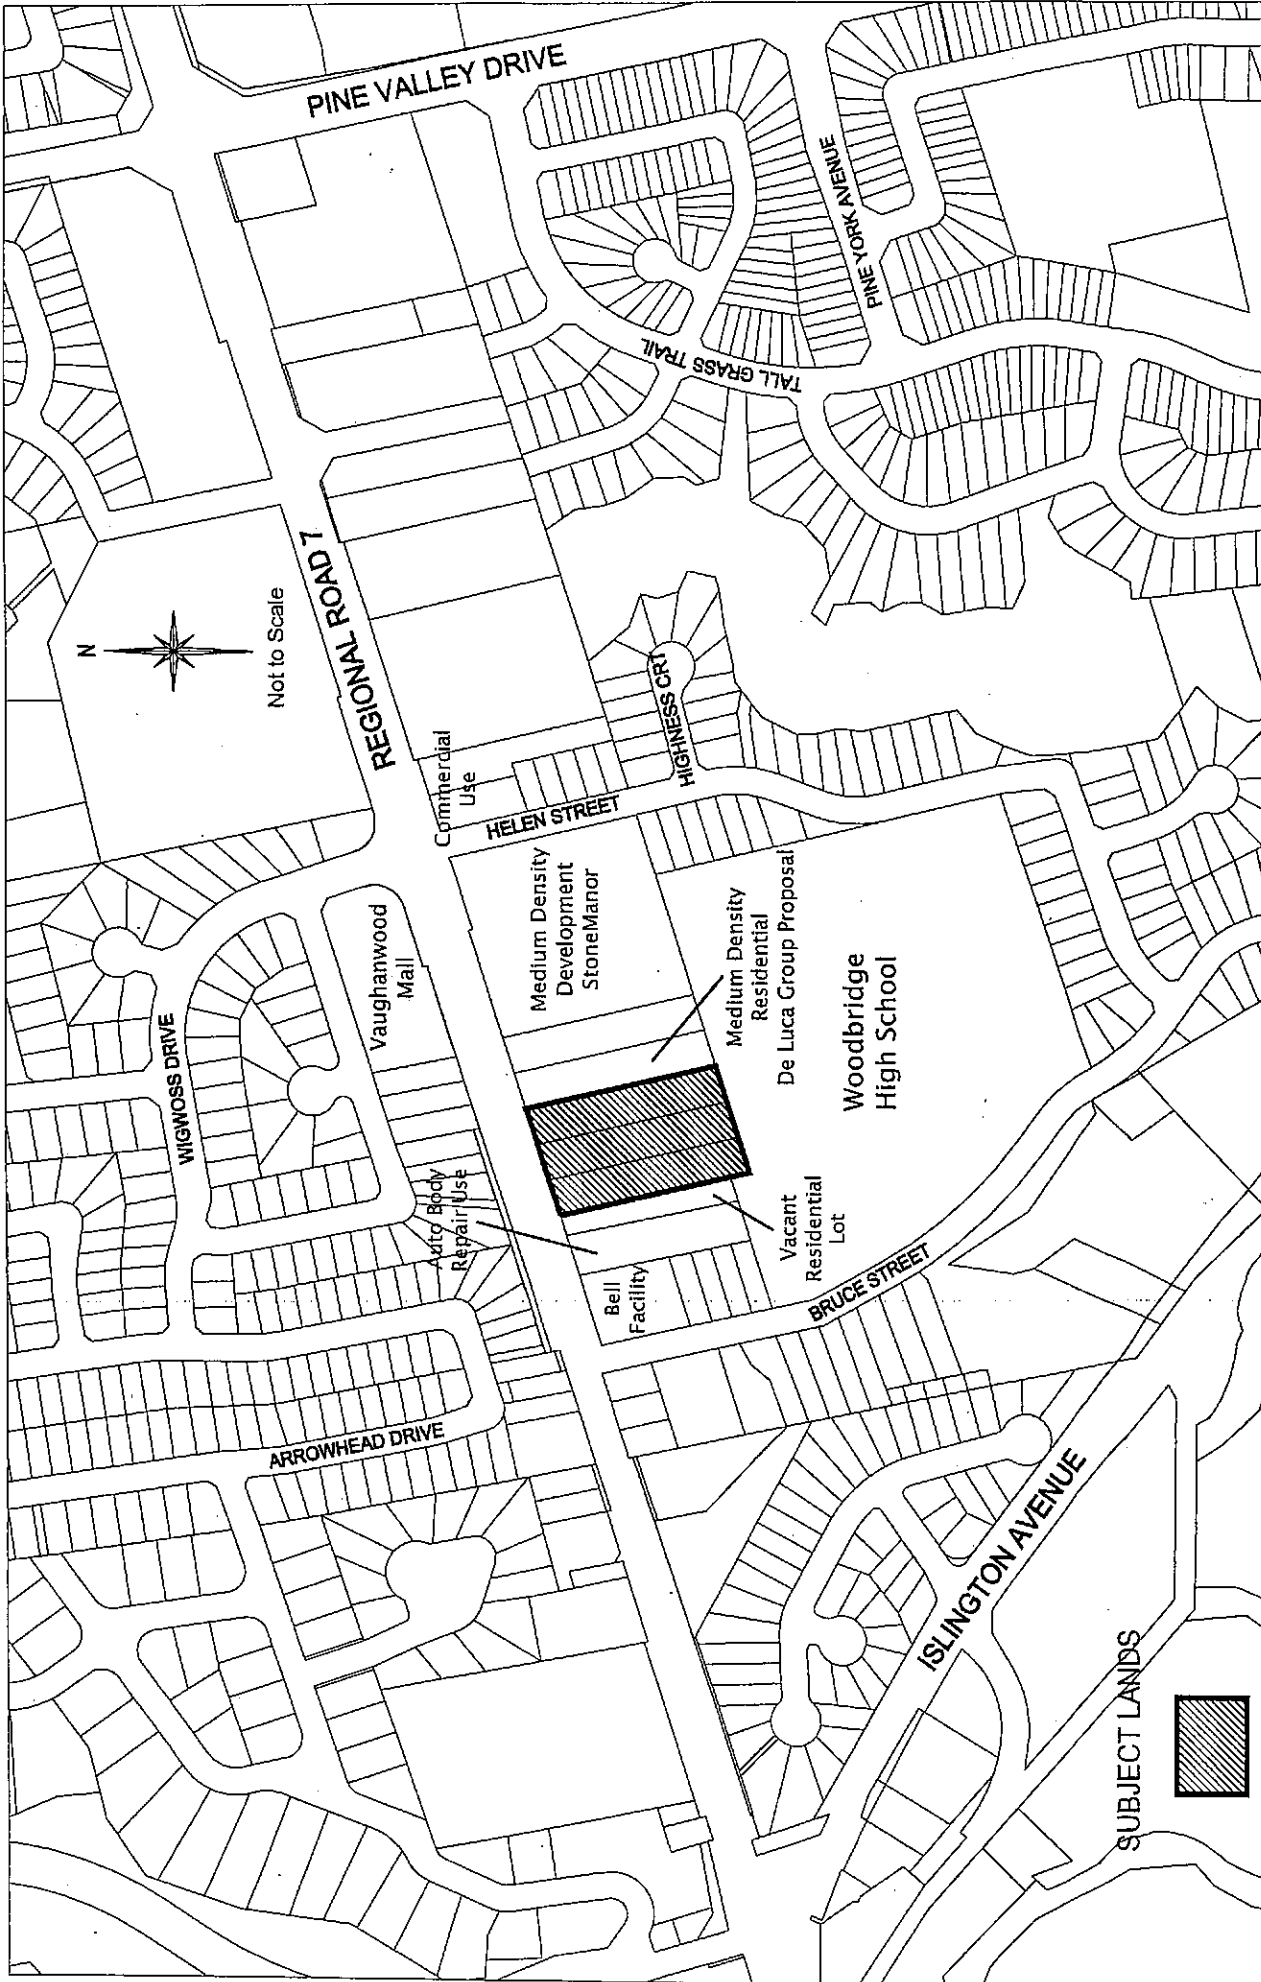 PINE VALLEY DRIVE
N
Not to Scale
REGIONAL ROAD 7
PINE YORK AVENUE
TALL GRASS TRAIL
HIGHNESS CRT
HELEN STREET
Commercial
Use
WIGWOSS DRIVE
Vaughanwood
Mall
Medium Density
Development
StoneManor
Medium Density
Residential
De Luca Group Proposal
Woodbridge
High School
Auto Body
Repair Use
Bell
Facility
Vacant
Residential
Lot
BRUCE STREET
ARROWHEAD DRIVE
ISLINGTON AVENUE
SUBJECT LANDS